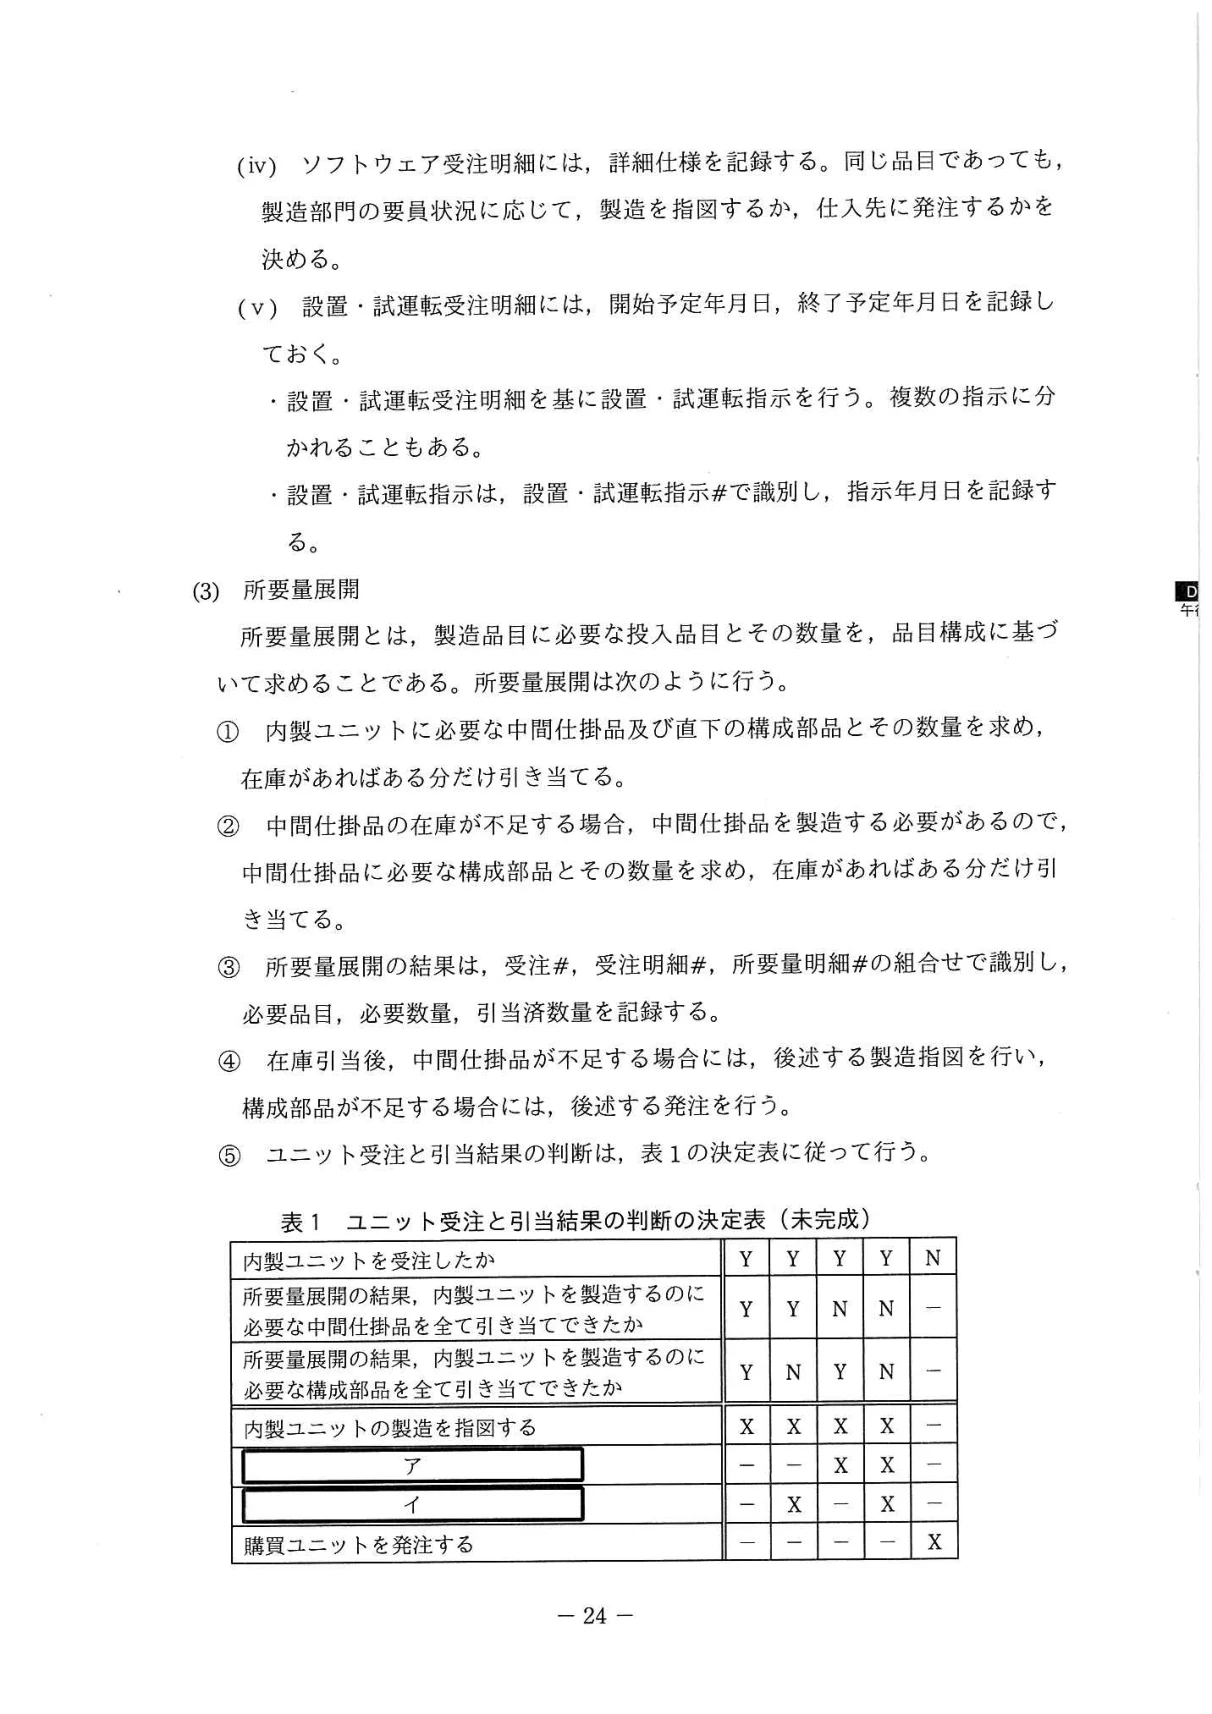 (iv) ソフトウェア受注明細には，詳細仕様を記録する。同じ品目であっても，
製造部門の要員状況に応じて，製造を指図するか，仕入先に発注するかを
決める。
(v) 設置・試運転受注明細には，開始予定年月日，終了予定年月日を記録し
ておく。
・設置・試運転受注明細を基に設置・試運転指示を行う。複数の指示に分
かれることもある。
・設置・試運転指示は，設置・試運転指示#で識別し，指示年月日を記録す
る。
(3) 所要量展開
所要量展開とは，製造品目に必要な投入品目とその数量を，品目構成に基づ
いて求めることである。所要量展開は次のように行う。
① 内製ユニットに必要な中間仕掛品及び直下の構成部品とその数量を求め，
在庫があればある分だけ引き当てる。
② 中間仕掛品の在庫が不足する場合，中間仕掛品を製造する必要があるので，
中間仕掛品に必要な構成部品とその数量を求め，在庫があればある分だけ引
き当てる。
③ 所要量展開の結果は，受注#，受注明細#，所要量明細#の組合せで識別し，
必要品目，必要数量，引当済数量を記録する。
④ 在庫引当後，中間仕掛品が不足する場合には，後述する製造指図を行い，
構成部品が不足する場合には，後述する発注を行う。
⑤ ユニット受注と引当結果の判断は，表1の決定表に従って行う。
表1 ユニット受注と引当結果の判断の決定表（未完成）
内製ユニットを受注したか Y Y Y Y N
所要量展開の結果，内製ユニットを製造するのに
必要な中間仕掛品を全て引き当てできたか Y Y N N －
所要量展開の結果，内製ユニットを製造するのに
必要な構成部品を全て引き当てできたか Y N Y N －
内製ユニットの製造を指図する X X X X －
ア － － X X －
イ － X － X －
購買ユニットを発注する － － － － X
－ 24 －
D